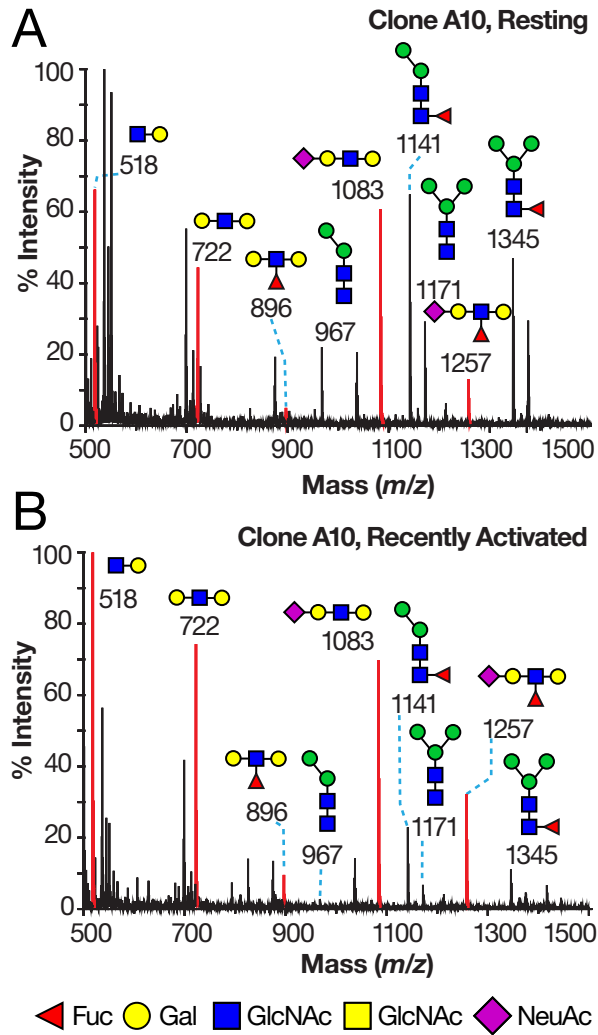 A
Clone A10, Resting
518
722
896
967
1083
1141
1171
1257
1345
% Intensity
100
80
60
40
20
0
500 700 900 1100 1300 1500
Mass (m/z)
B
Clone A10, Recently Activated
518
722
896
967
1083
1141
1171
1257
1345
% Intensity
100
80
60
40
20
0
500 700 900 1100 1300 1500
Mass (m/z)
Fuc Gal GlcNAc GlcNAc NeuAc